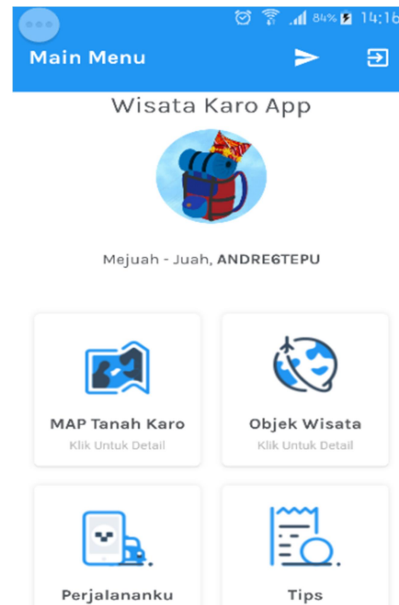 84% 14:16
Main Menu
Wisata Karo App
Mejuah - Juah, ANDRE6TEPU
MAP Tanah Karo
Klik Untuk Detail
Objek Wisata
Klik Untuk Detail
Perjalananku
Tips